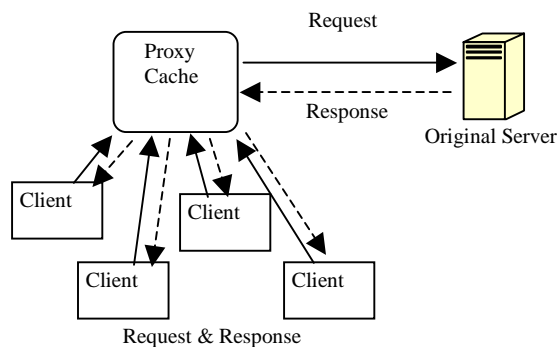 Request
Proxy
Cache
Response
Original Server
Client
Client
Client
Client
Request & Response